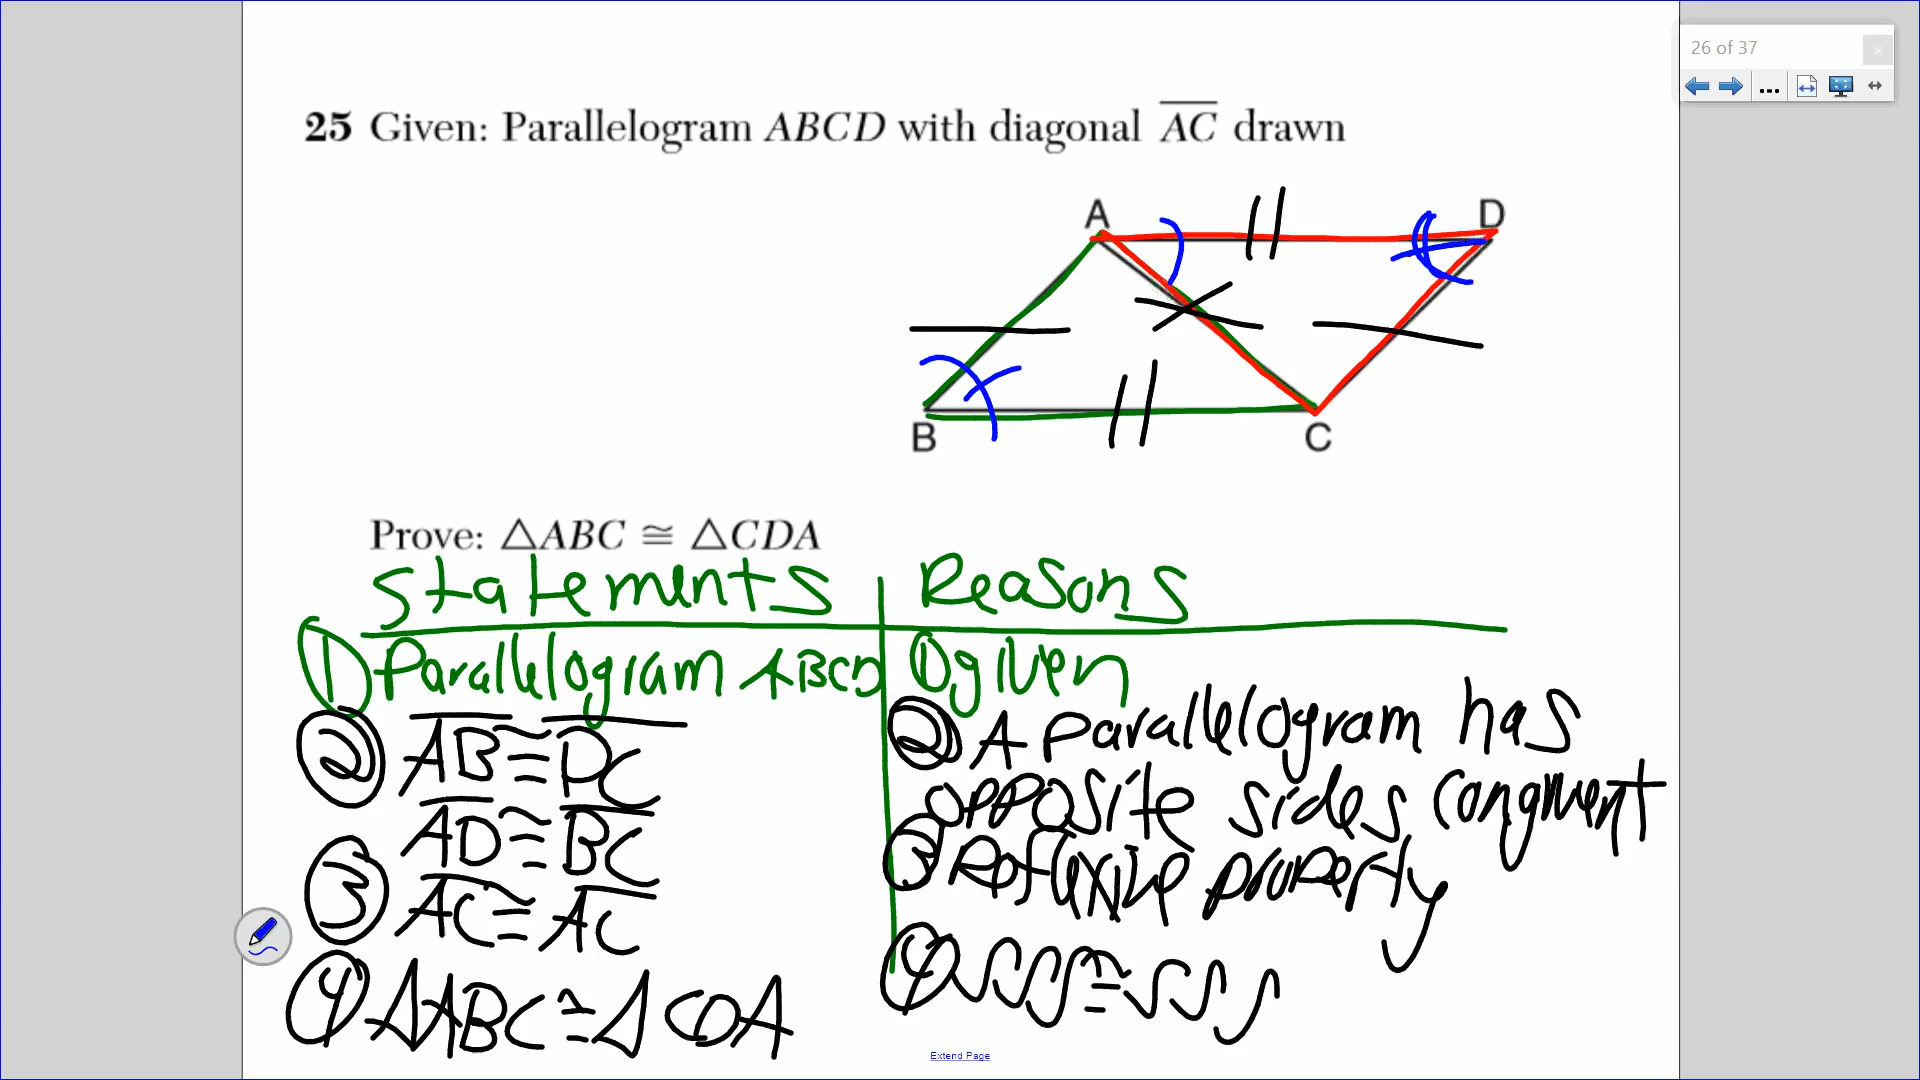 26 of 37
25 Given: Parallelogram ABCD with diagonal AC drawn
A
D
B
C
Prove: △ABC ≅ △CDA
Statements Reasons
① Parallelogram ABCD ① given
② AB ≅ DC ② A parallelogram has
AD ≅ BC opposite sides congruent
③ AC ≅ AC ③ Reflexive property
④ △ABC ≅ △CDA ④ SSS ≅ SSS
Extend Page